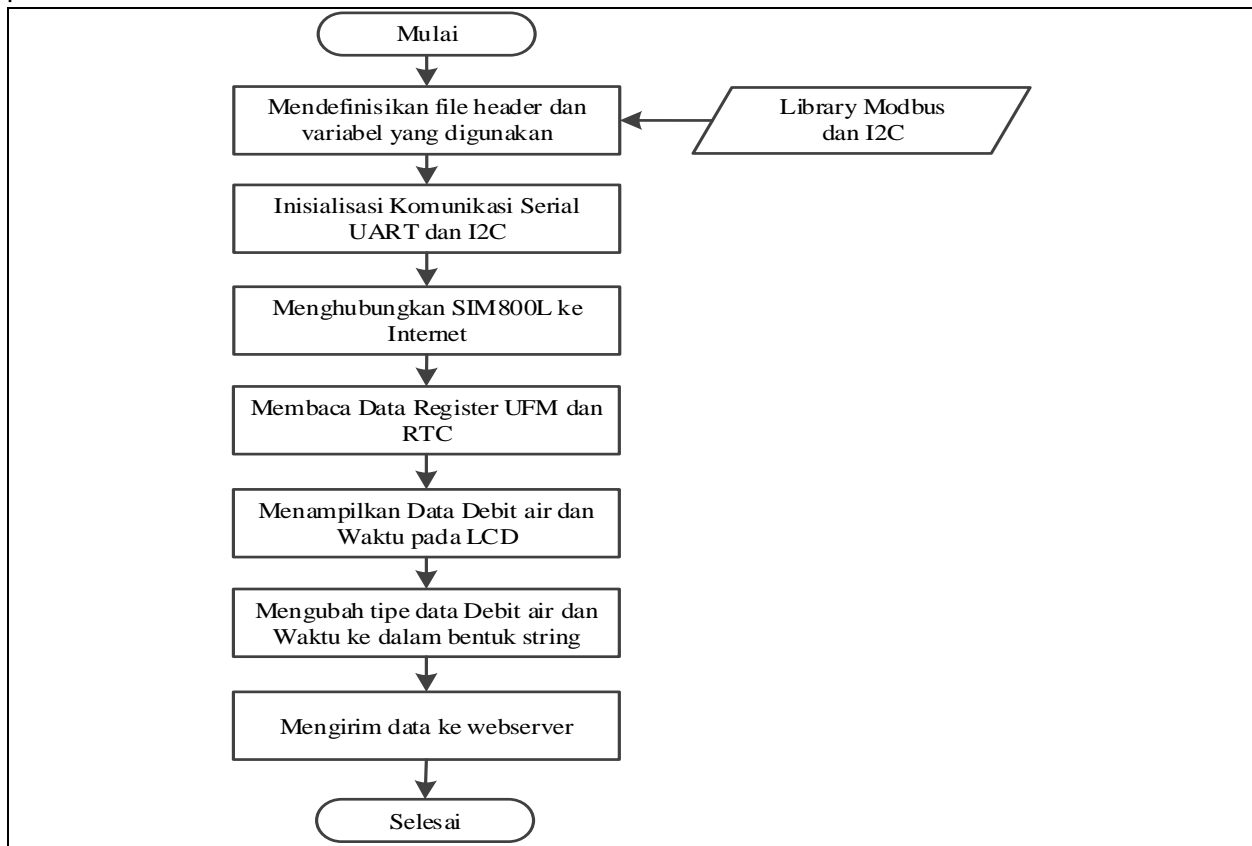 Mulai
Mendefinisikan file header dan
variabel yang digunakan
Library Modbus
dan I2C
Inisialisasi Komunikasi Serial
UART dan I2C
Menghubungkan SIM800L ke
Internet
Membaca Data Register UFM dan
RTC
Menampilkan Data Debit air dan
Waktu pada LCD
Mengubah tipe data Debit air dan
Waktu ke dalam bentuk string
Mengirim data ke webserver
Selesai